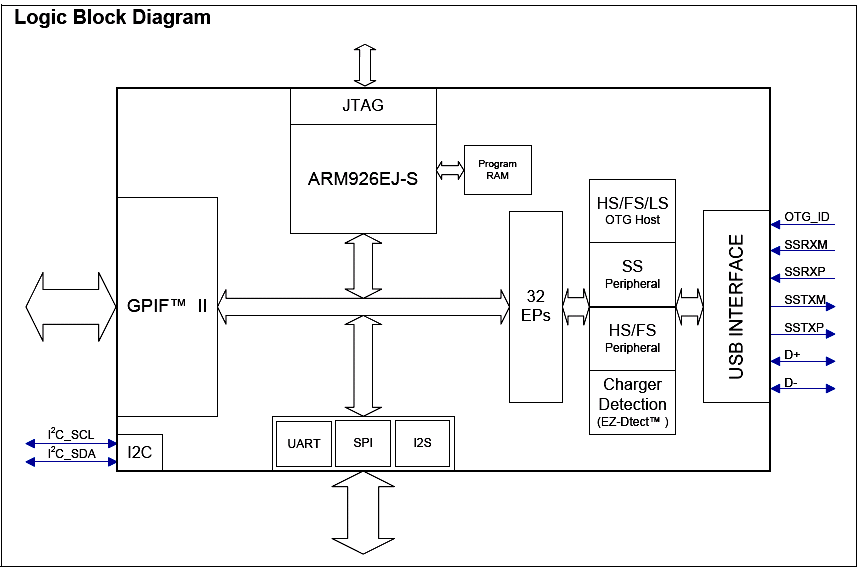 Logic Block Diagram
JTAG
ARM926EJ-S
Program
RAM
HS/FS/LS
OTG Host
SS
Peripheral
HS/FS
Peripheral
Charger
Detection
(EZ-Dtect™ )
GPIF™ II
32
EPs
USB INTERFACE
OTG_ID
SSRXM
SSRXP
SSTXM
SSTXP
D+
D-
I²C_SCL
I²C_SDA
I2C
UART
SPI
I2S